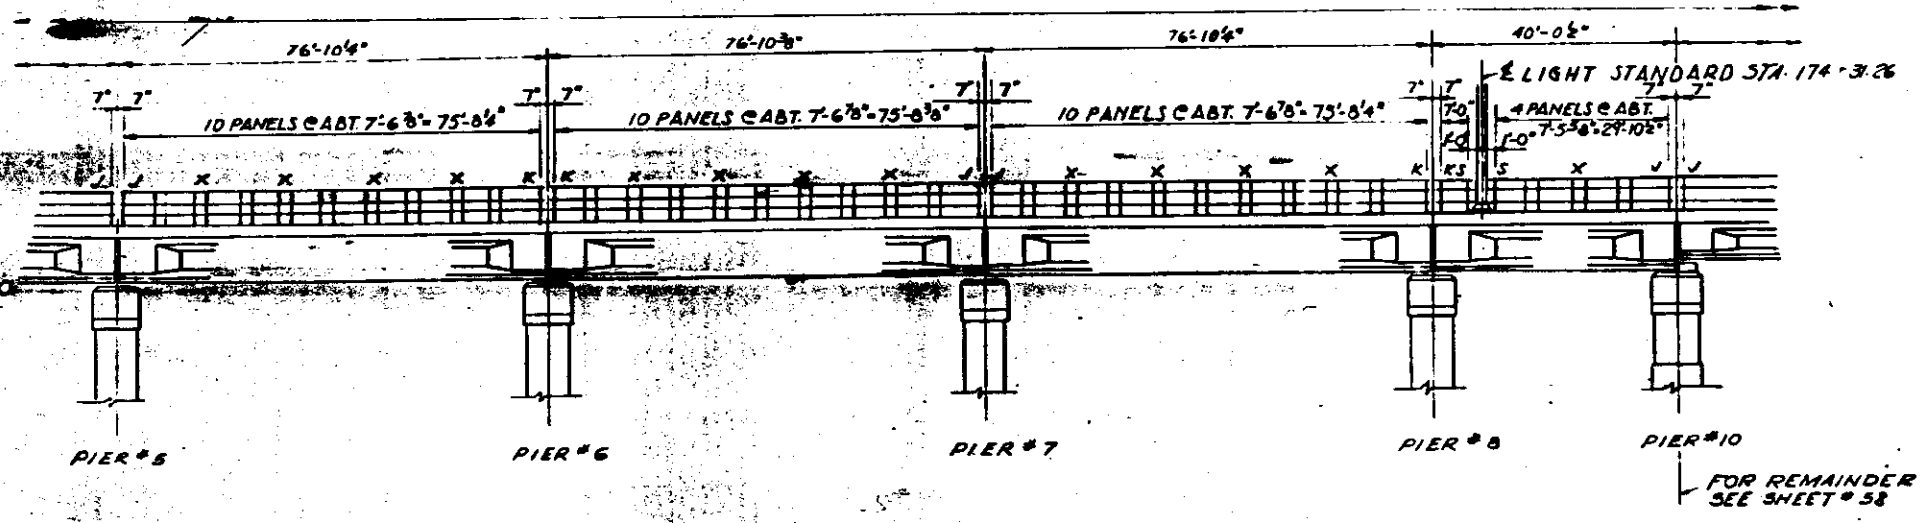 76'-10¼" 76'-10⅜" 76'-10¼" 40'-0½"
℄ LIGHT STANDARD STA. 174+31.26
7" 7" 7" 7" 7" 7" 7" 7" 7" 7"
10 PANELS @ ABT. 7'-6⅞"= 75'-8¼" 10 PANELS @ ABT. 7'-6⅞"= 75'-8⅜" 10 PANELS @ ABT. 7'-6⅞"= 75'-8¼" 4 PANELS @ ABT.
7'-5⅝"=29'-10½"
1'-0" 1'-0"
J J X X X X K K X X X X J J X X X X K K S S X J J
PIER #5 PIER #6 PIER #7 PIER #8 PIER #10
FOR REMAINDER
SEE SHEET #58